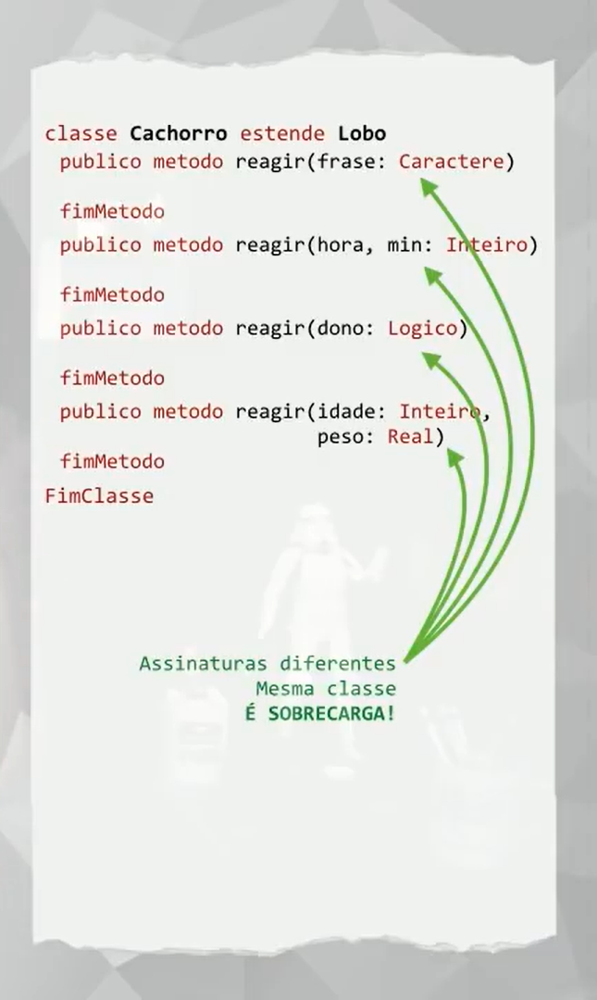 classe Cachorro estende Lobo
publico metodo reagir(frase: Caractere)
fimMetodo
publico metodo reagir(hora, min: Inteiro)
fimMetodo
publico metodo reagir(dono: Logico)
fimMetodo
publico metodo reagir(idade: Inteiro,
peso: Real)
fimMetodo
FimClasse
Assinaturas diferentes
Mesma classe
É SOBRECARGA!